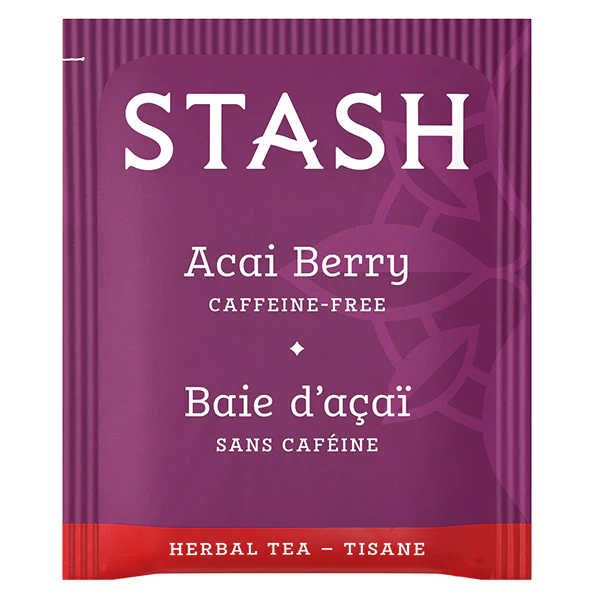 STASH
Acai Berry
CAFFEINE-FREE
Baie d'açaï
SANS CAFÉINE
HERBAL TEA – TISANE